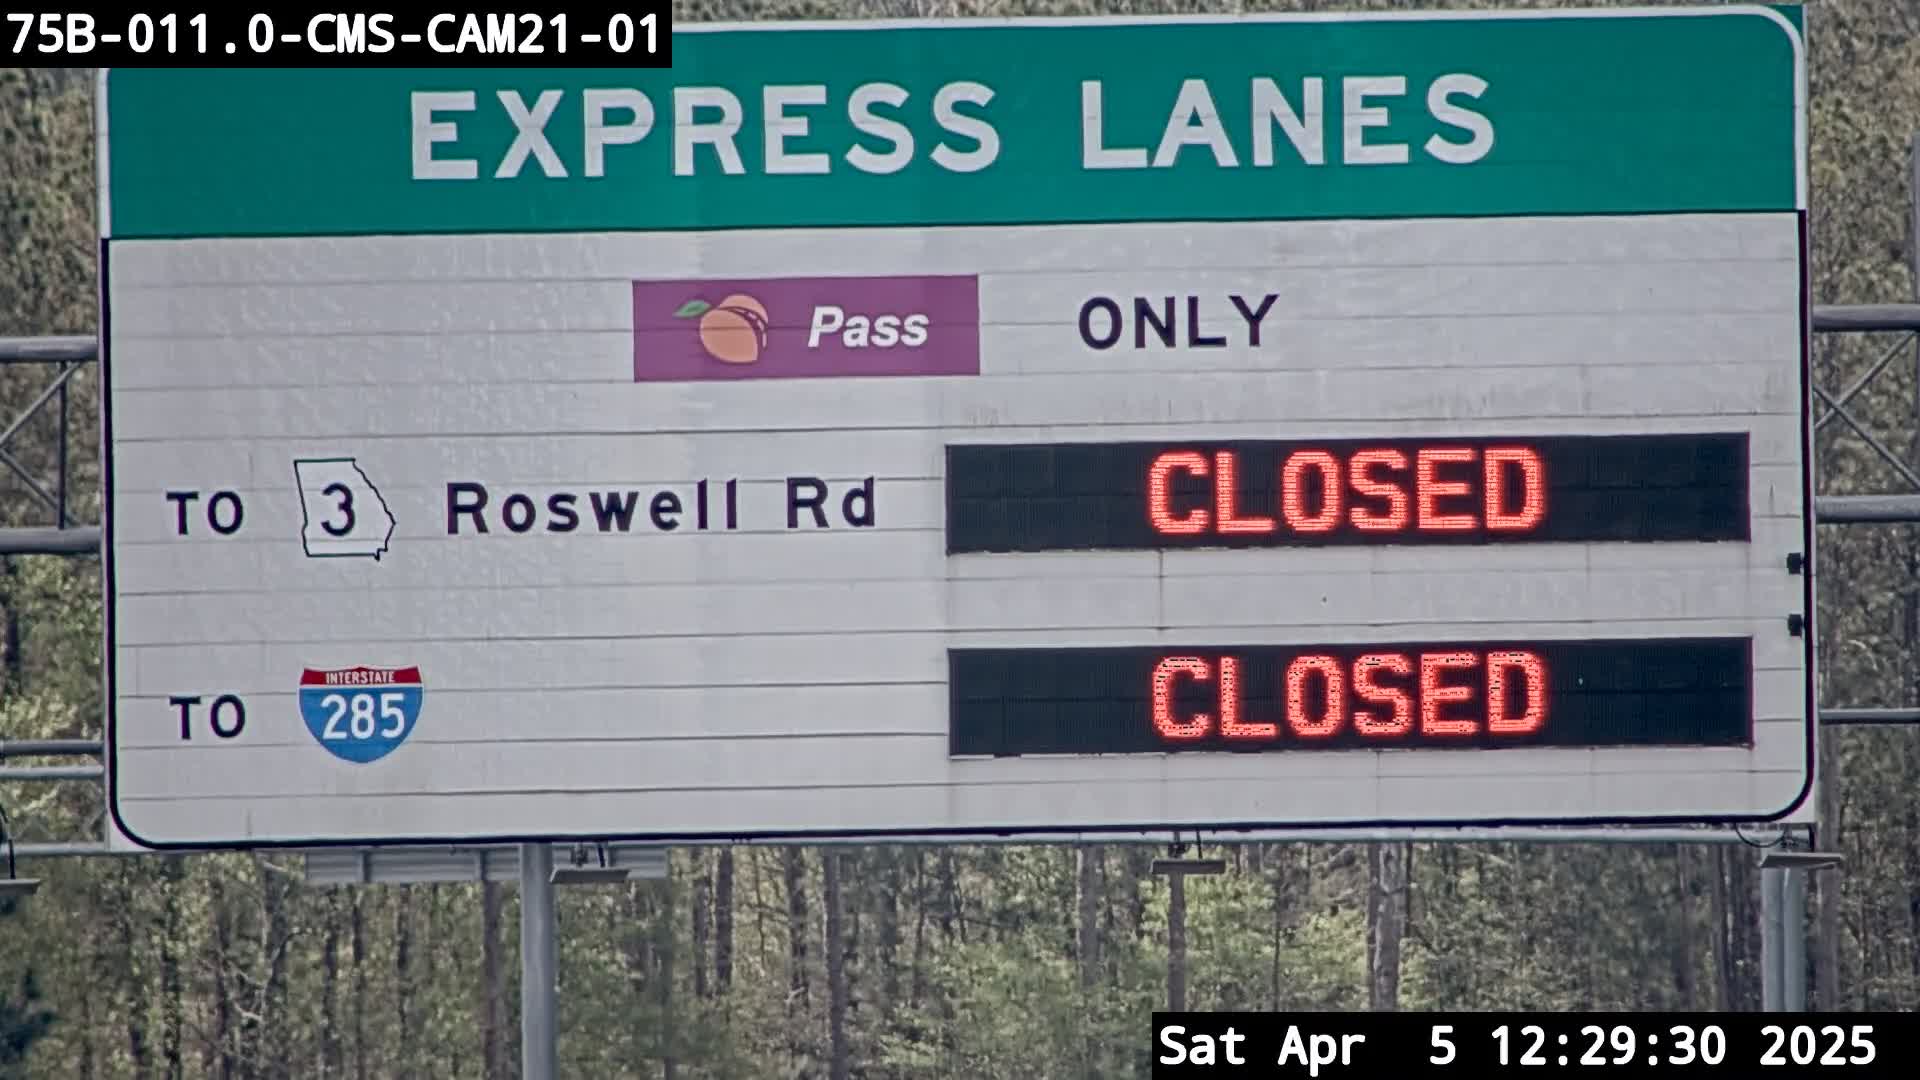 75B-011.0-CMS-CAM21-01
EXPRESS LANES
Pass ONLY
TO 3 Roswell Rd CLOSED
TO INTERSTATE 285 CLOSED
Sat Apr 5 12:29:30 2025